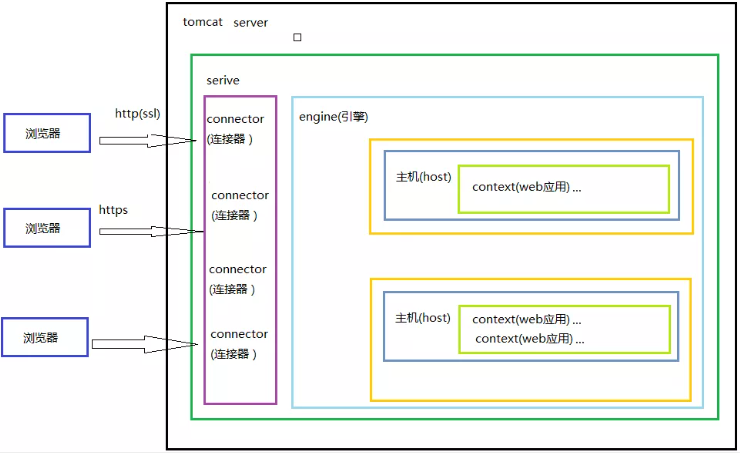 tomcat server
serive
http(ssl)
connector
(连接器 )
engine(引擎)
浏览器
主机(host)
context(web应用) ...
connector
(连接器 )
https
浏览器
connector
(连接器 )
主机(host)
context(web应用) ...
context(web应用) ...
connector
(连接器 )
浏览器